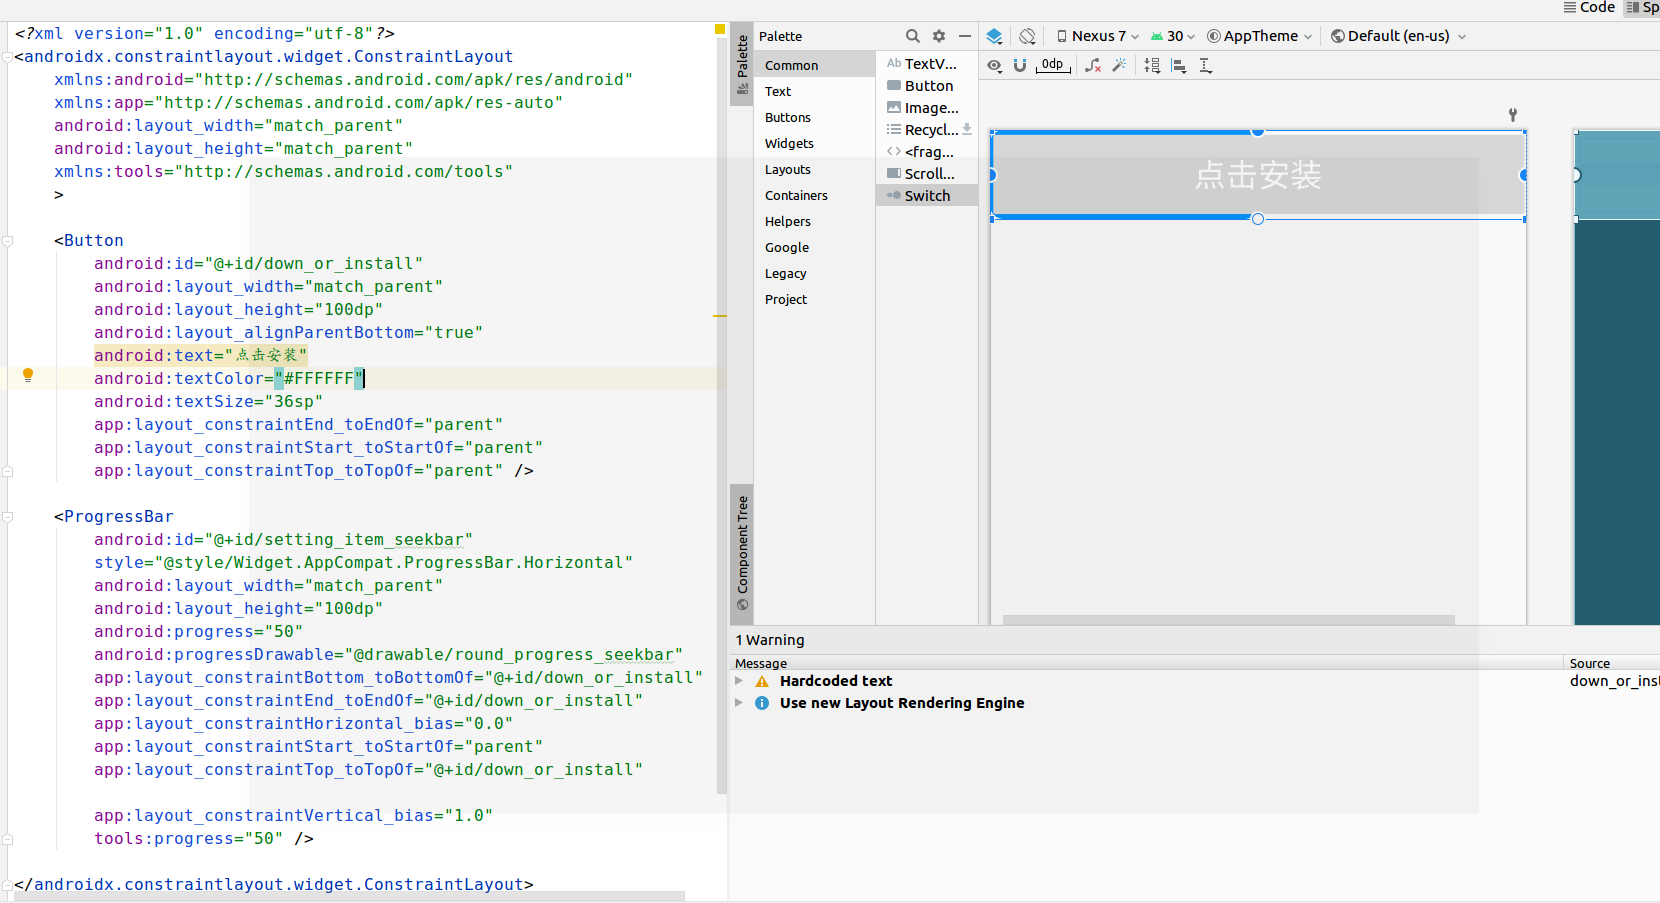 Code
Sp
<?xml version="1.0" encoding="utf-8"?>
<androidx.constraintlayout.widget.ConstraintLayout
xmlns:android="http://schemas.android.com/apk/res/android"
xmlns:app="http://schemas.android.com/apk/res-auto"
android:layout_width="match_parent"
android:layout_height="match_parent"
xmlns:tools="http://schemas.android.com/tools"
>
<Button
android:id="@+id/down_or_install"
android:layout_width="match_parent"
android:layout_height="100dp"
android:layout_alignParentBottom="true"
android:text="点击安装"
android:textColor="#FFFFFF"
android:textSize="36sp"
app:layout_constraintEnd_toEndOf="parent"
app:layout_constraintStart_toStartOf="parent"
app:layout_constraintTop_toTopOf="parent" />
<ProgressBar
android:id="@+id/setting_item_seekbar"
style="@style/Widget.AppCompat.ProgressBar.Horizontal"
android:layout_width="match_parent"
android:layout_height="100dp"
android:progress="50"
android:progressDrawable="@drawable/round_progress_seekbar"
app:layout_constraintBottom_toBottomOf="@+id/down_or_install"
app:layout_constraintEnd_toEndOf="@+id/down_or_install"
app:layout_constraintHorizontal_bias="0.0"
app:layout_constraintStart_toStartOf="parent"
app:layout_constraintTop_toTopOf="@+id/down_or_install"
app:layout_constraintVertical_bias="1.0"
tools:progress="50" />
</androidx.constraintlayout.widget.ConstraintLayout>
Palette
Component Tree
Palette
Common
Text
Buttons
Widgets
Layouts
Containers
Helpers
Google
Legacy
Project
Ab TextV...
Button
Image...
Recycl...
<frag...
Scroll...
Switch
Nexus 7
30
AppTheme
Default (en-us)
0dp
点击安装
1 Warning
Message
Source
Hardcoded text
down_or_inst
Use new Layout Rendering Engine